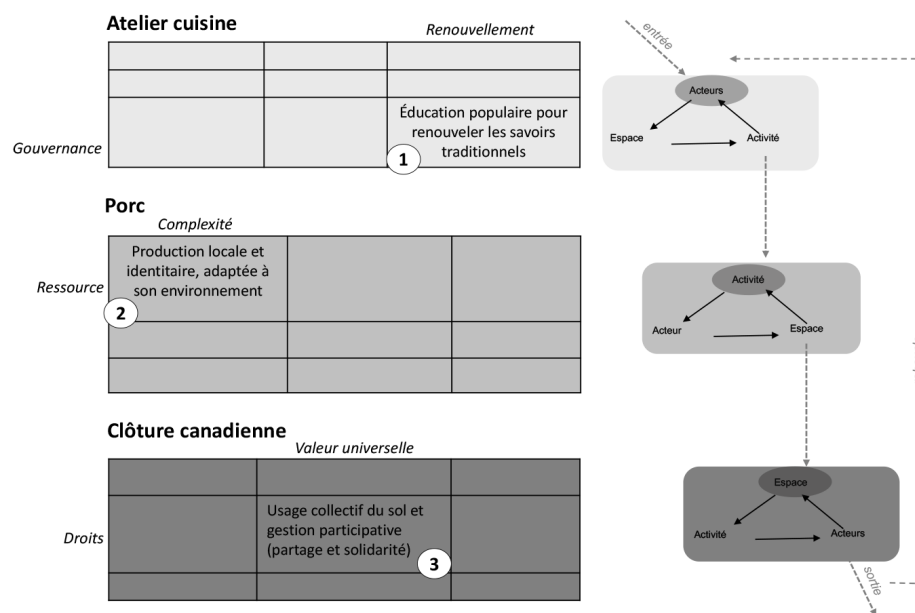 Atelier cuisine
Renouvellement
Gouvernance
Éducation populaire pour
renouveler les savoirs
traditionnels
1
entrée
Acteurs
Espace
Activité
Porc
Complexité
Ressource
Production locale et
identitaire, adaptée à
son environnement
2
Activité
Acteur
Espace
Clôture canadienne
Valeur universelle
Droits
Usage collectif du sol et
gestion participative
(partage et solidarité)
3
Espace
Activité
Acteurs
sortie